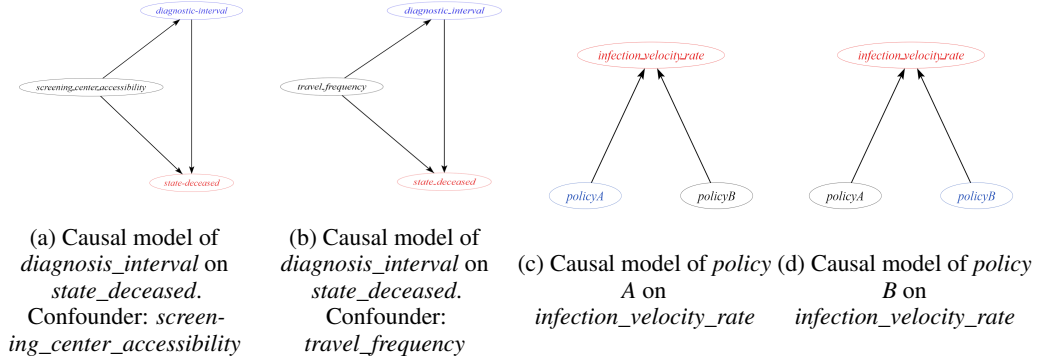 diagnostic-interval
screening_center_accessibility
state-deceased
diagnostic_interval
travel_frequency
state_deceased
infection_velocity_rate
policyA
policyB
infection_velocity_rate
policyA
policyB
(a) Causal model of
diagnosis_interval on
state_deceased.
Confounder: screen-
ing_center_accessibility
(b) Causal model of
diagnosis_interval on
state_deceased.
Confounder:
travel_frequency
(c) Causal model of policy
A on
infection_velocity_rate
(d) Causal model of policy
B on
infection_velocity_rate